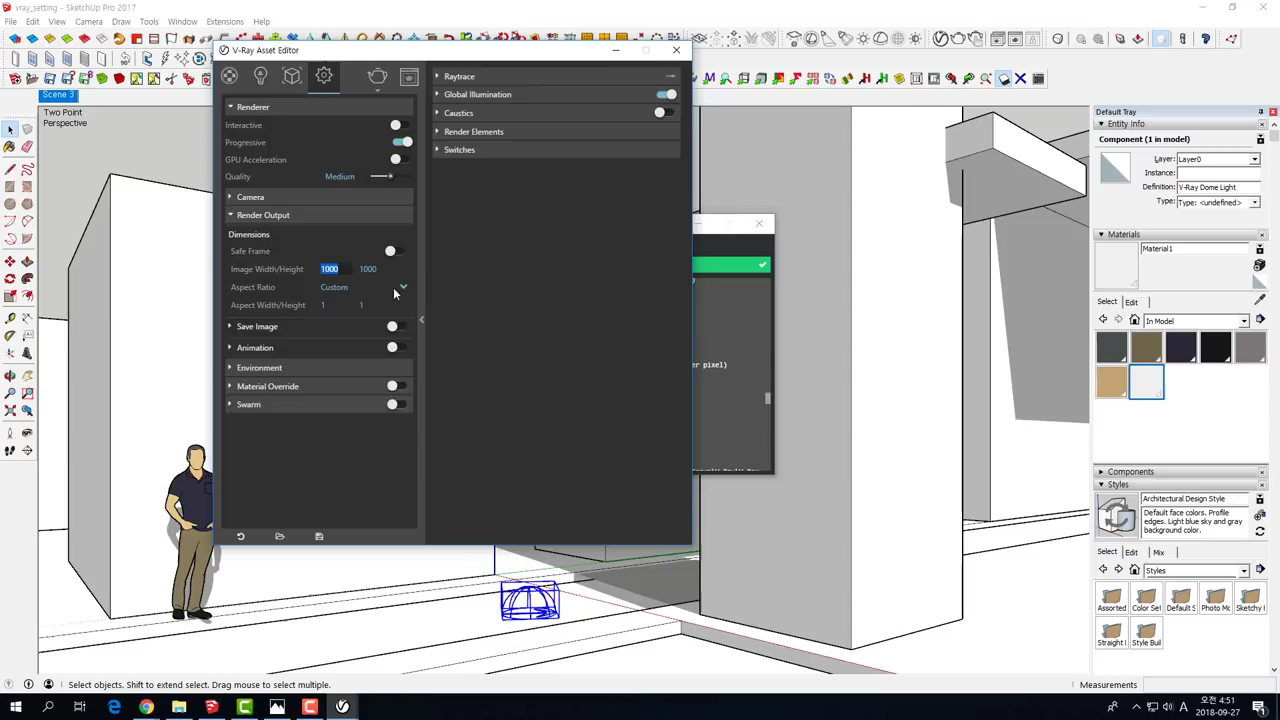 vray_setting - SketchUp Pro 2017
File Edit View Camera Draw Tools Window Extensions Help
Scene 3
Two Point
Perspective
V-Ray Asset Editor
Renderer
Interactive
Progressive
GPU Acceleration
Quality Medium
Camera
Render Output
Dimensions
Safe Frame
Image Width/Height 1000 1000
Aspect Ratio Custom
Aspect Width/Height 1 1
Save Image
Animation
Environment
Material Override
Swarm
Raytrace
Global Illumination
Caustics
Render Elements
Switches
er pixel)
Default Tray
Entity Info
Component (1 in model)
Layer: Layer0
Instance:
Definition: V-Ray Dome Light
Type: Type: <undefined>
Materials
Material1
Select Edit
In Model
Components
Styles
Architectural Design Style
Default face colors. Profile
edges. Light blue sky and gray
background color.
Select Edit Mix
Styles
Assorted Color Set Default S Photo Mo Sketchy I
Straight I Style Buil
Select objects. Shift to extend select. Drag mouse to select multiple.
Measurements
오전 4:51
2018-09-27